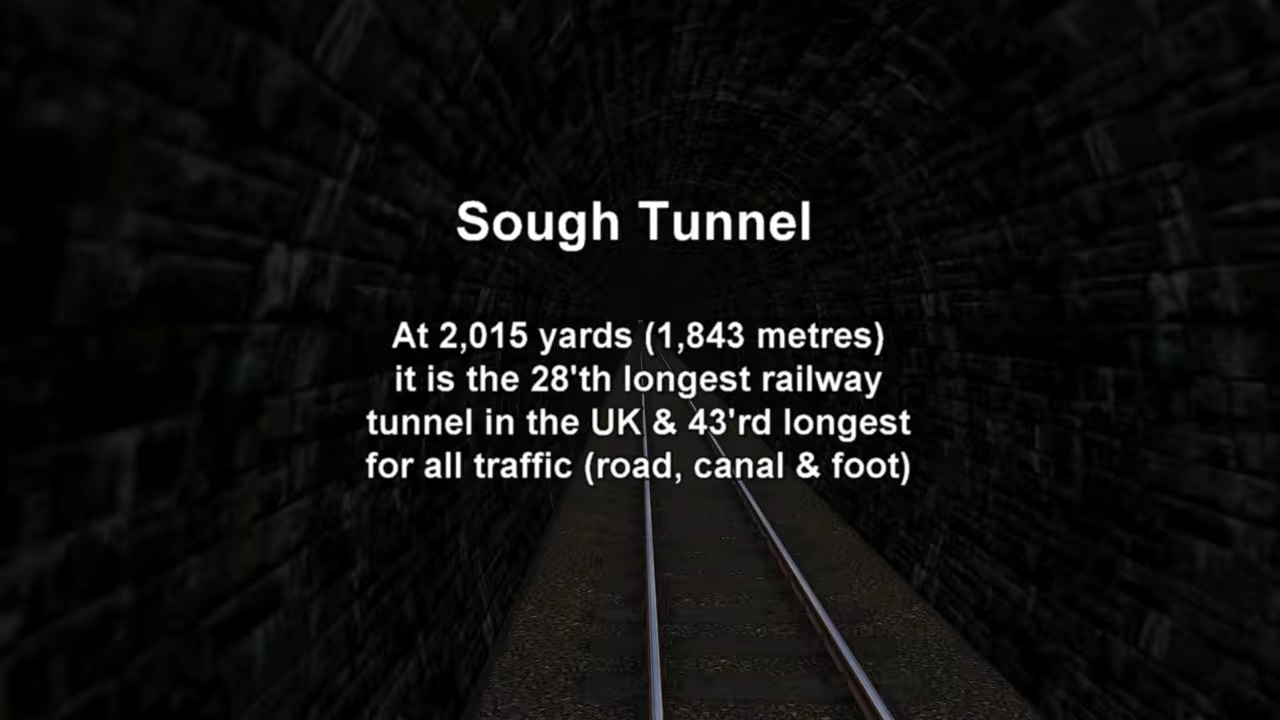 Sough Tunnel
At 2,015 yards (1,843 metres)
it is the 28'th longest railway
tunnel in the UK & 43'rd longest
for all traffic (road, canal & foot)